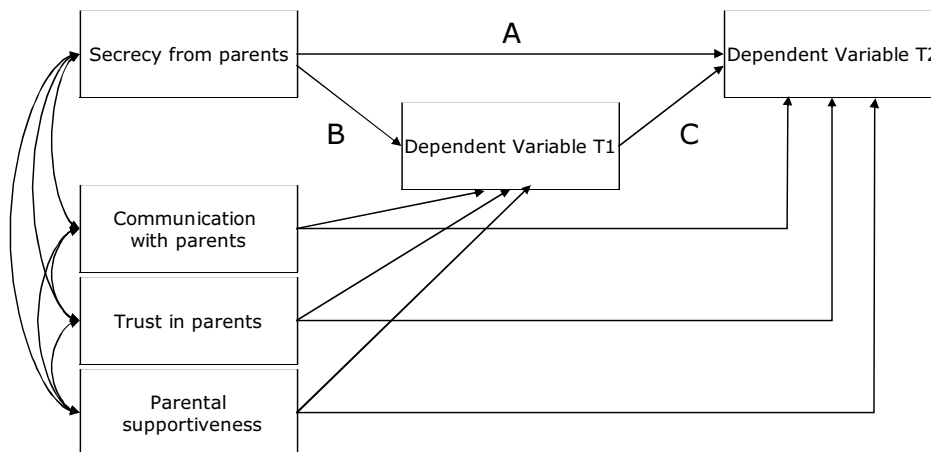 A
Secrecy from parents
Dependent Variable T2
B
C
Dependent Variable T1
Communication
with parents
Trust in parents
Parental
supportiveness